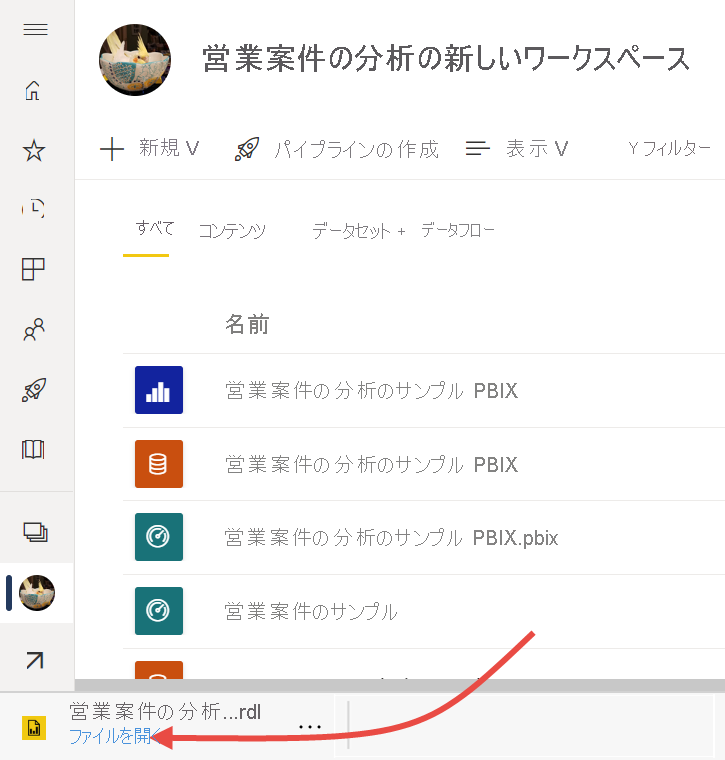 営業案件の分析の新しいワークスペース
新規 V パイプラインの作成 表示 V Y フィルター
すべて コンテンツ データセット + データフロー
名前
営業案件の分析のサンプル PBIX
営業案件の分析のサンプル PBIX
営業案件の分析のサンプル PBIX.pbix
営業案件のサンプル
営業案件の分析...rdl
ファイルを開く